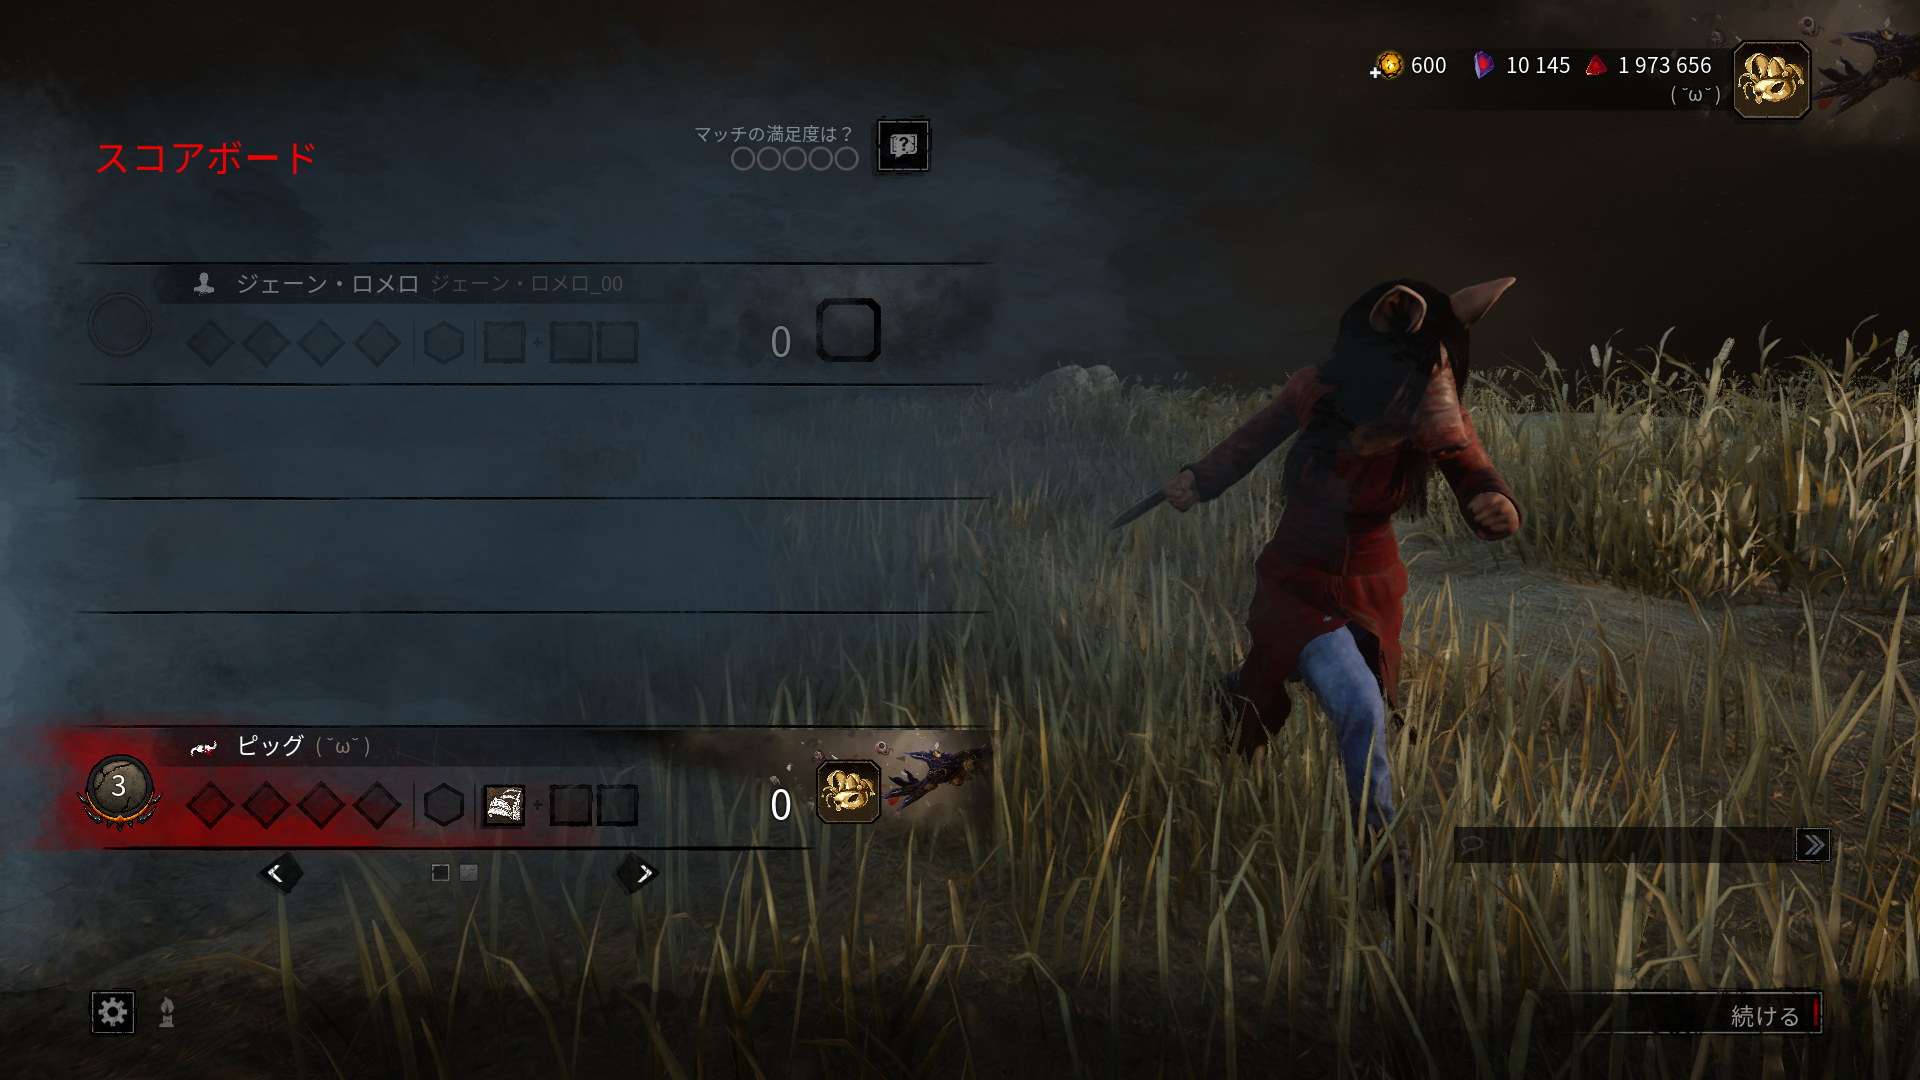 600 10 145 1 973 656
(˘ω˘)
スコアボード
マッチの満足度は？
ジェーン・ロメロ ジェーン・ロメロ_00
0
ピッグ (˘ω˘)
3
0
続ける